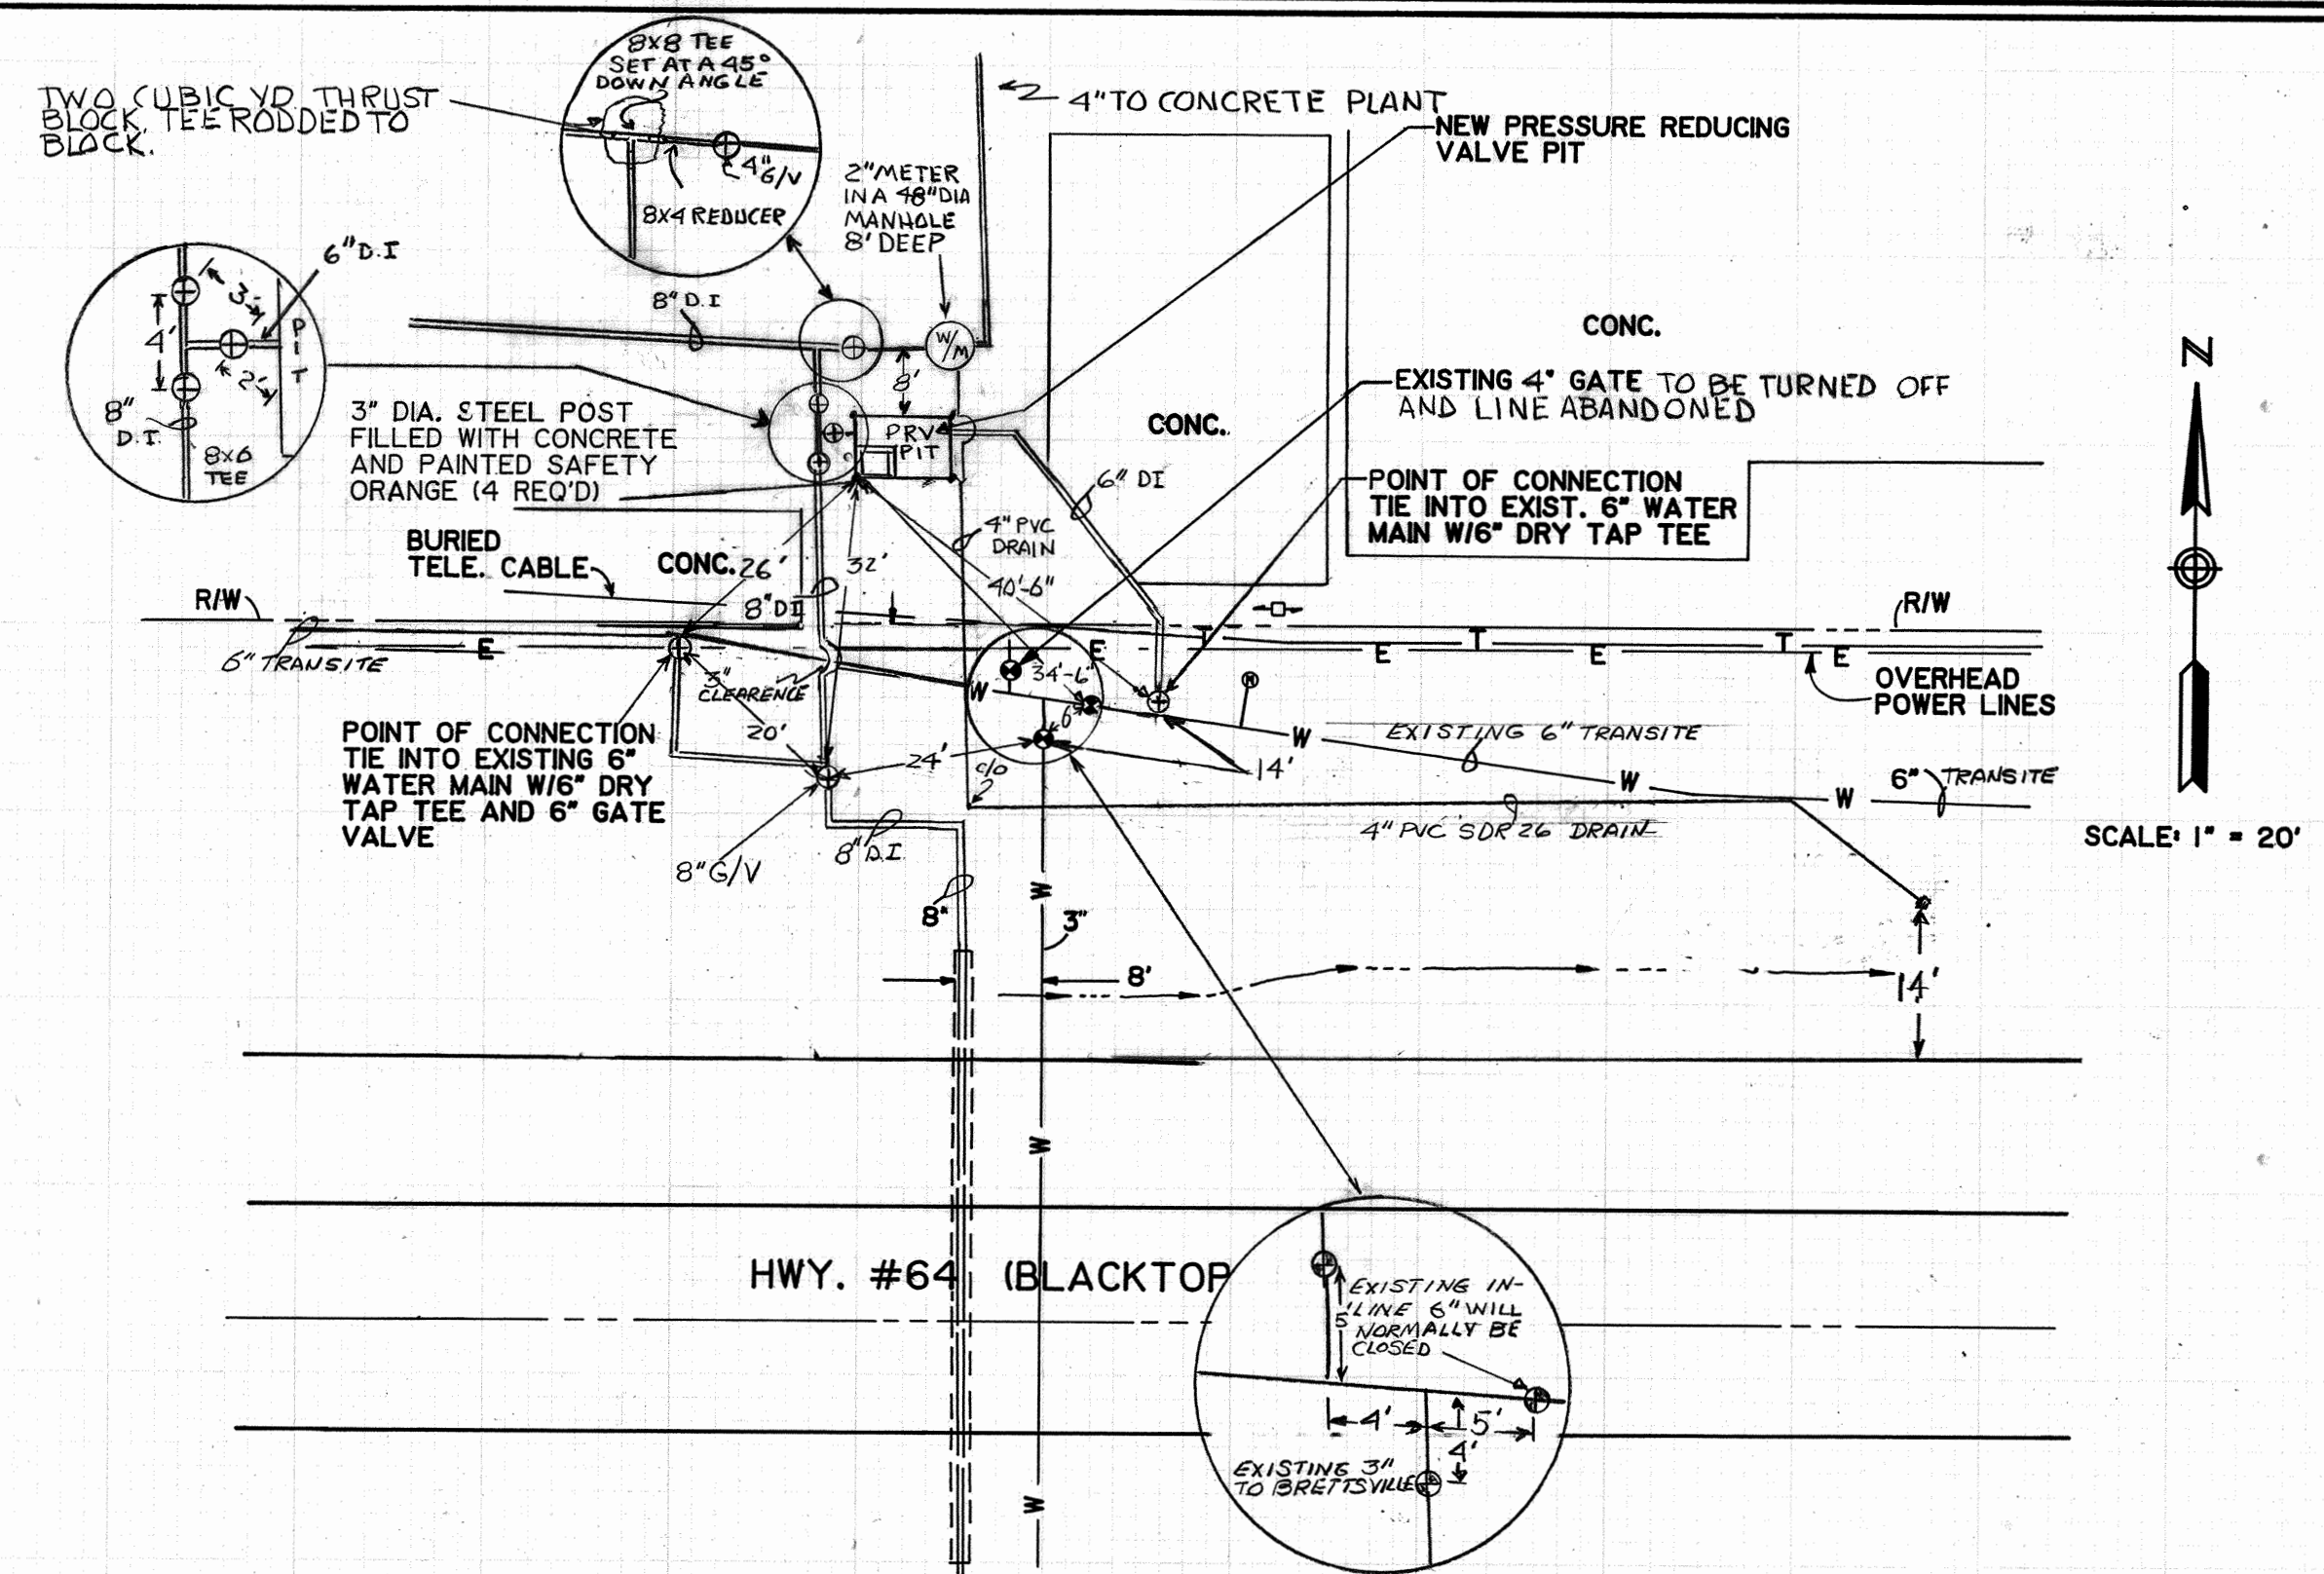 8X8 TEE
SET AT A 45°
DOWN ANGLE
TWO CUBIC YD. THRUST
BLOCK. TEE RODDED TO
BLOCK.
4" G/V
8X4 REDUCER
4" TO CONCRETE PLANT
NEW PRESSURE REDUCING
VALVE PIT
2" METER
IN A 48" DIA
MANHOLE
8' DEEP
6" D.I
3'
4'
2'
PIT
8"
D.I.
8X6
TEE
8" D.I
W/M
8'
PRV
PIT
3" DIA. STEEL POST
FILLED WITH CONCRETE
AND PAINTED SAFETY
ORANGE (4 REQ'D)
CONC.
CONC.
EXISTING 4" GATE TO BE TURNED OFF
AND LINE ABANDONED
POINT OF CONNECTION
TIE INTO EXIST. 6" WATER
MAIN W/6" DRY TAP TEE
N
SCALE: 1" = 20'
6" DI
4" PVC
DRAIN
BURIED
TELE. CABLE
CONC.
26'
32'
40'-6"
8" DI
R/W
R/W
6" TRANSITE
E
E
T
T
T
E
E
E
OVERHEAD
POWER LINES
3"
CLEARENCE
34'-6"
6'
W
POINT OF CONNECTION
TIE INTO EXISTING 6"
WATER MAIN W/6" DRY
TAP TEE AND 6" GATE
VALVE
20'
24'
c/o
14'
W
EXISTING 6" TRANSITE
W
W
6" TRANSITE
4" PVC SDR 26 DRAIN
8" G/V
8" D.I.
8"
W
3"
8'
14'
W
HWY. #64 (BLACKTOP
EXISTING IN-
LINE 6" WILL
NORMALLY BE
CLOSED
5'
4'
5'
4'
EXISTING 3"
TO BRETTSVILLE
W